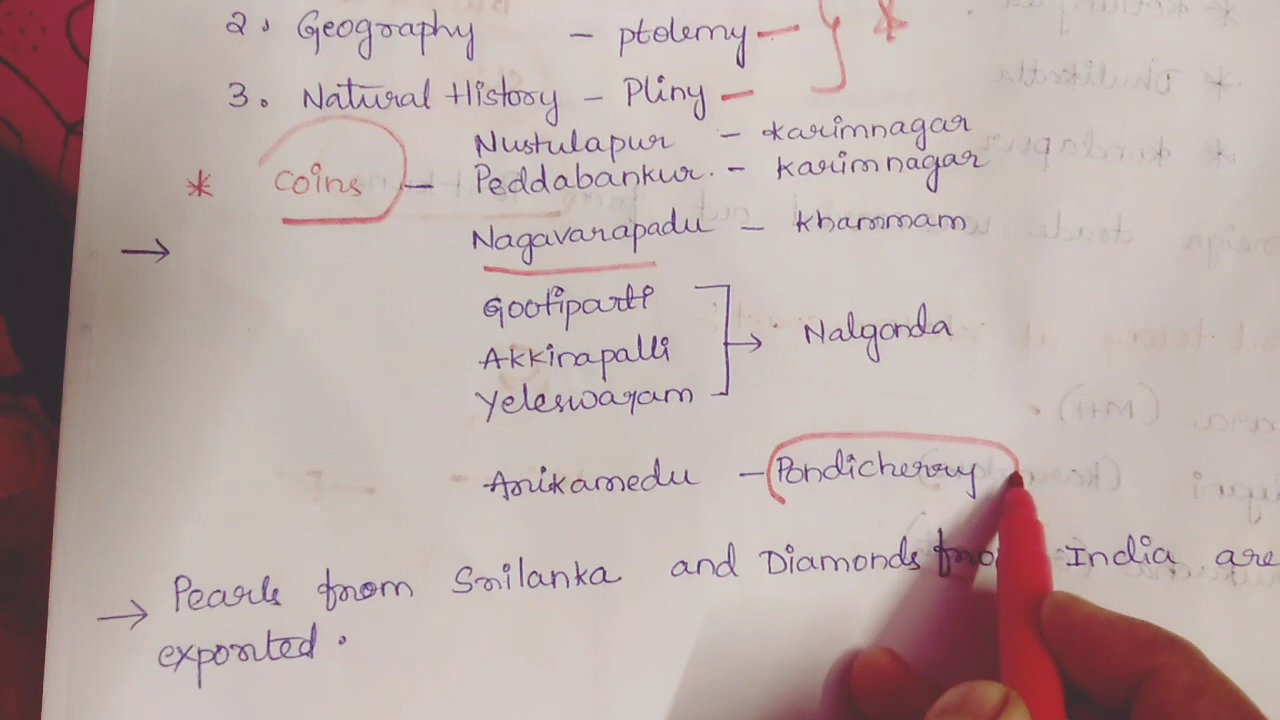 2. Geography - ptolemy - } *
3. Natural History - Pliny -
Nustulapur - Karimnagar
* Coins - Peddabankur. - Karimnagar
→ Nagavarapadu - Khammam
Gootiparti
Akkinapalli → Nalgonda
Yeleswaram
Arikamedu - Pondicherry
→ Pearls from Srilanka and Diamonds from India are
exported.